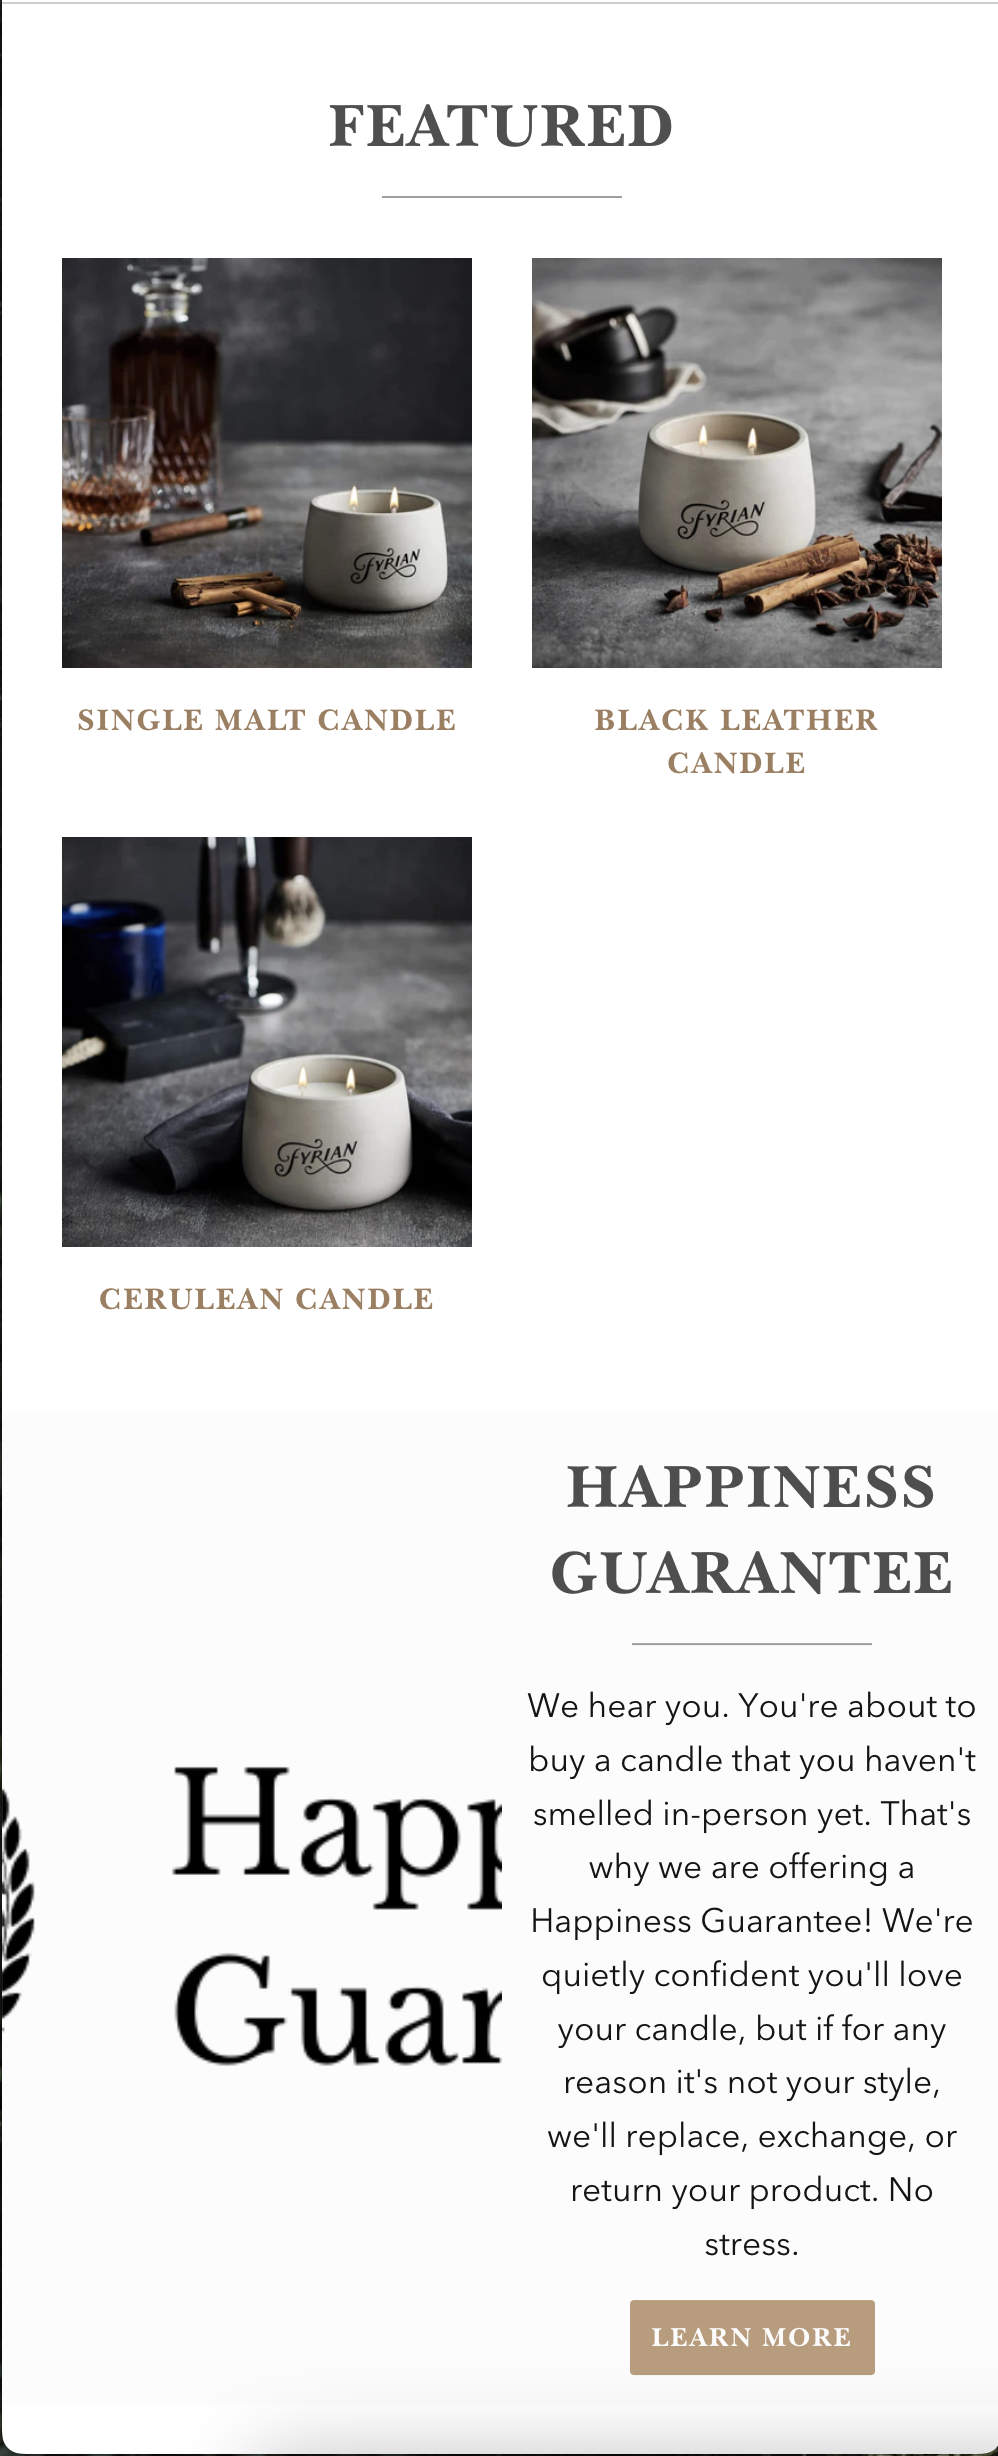 FEATURED
FYRIAN
FYRIAN
SINGLE MALT CANDLE
BLACK LEATHER
CANDLE
FYRIAN
CERULEAN CANDLE
HAPPINESS
GUARANTEE
We hear you. You're about to
buy a candle that you haven't
smelled in-person yet. That's
why we are offering a
Happiness Guarantee! We're
quietly confident you'll love
your candle, but if for any
reason it's not your style,
we'll replace, exchange, or
return your product. No
stress.
LEARN MORE
Happ
Guar